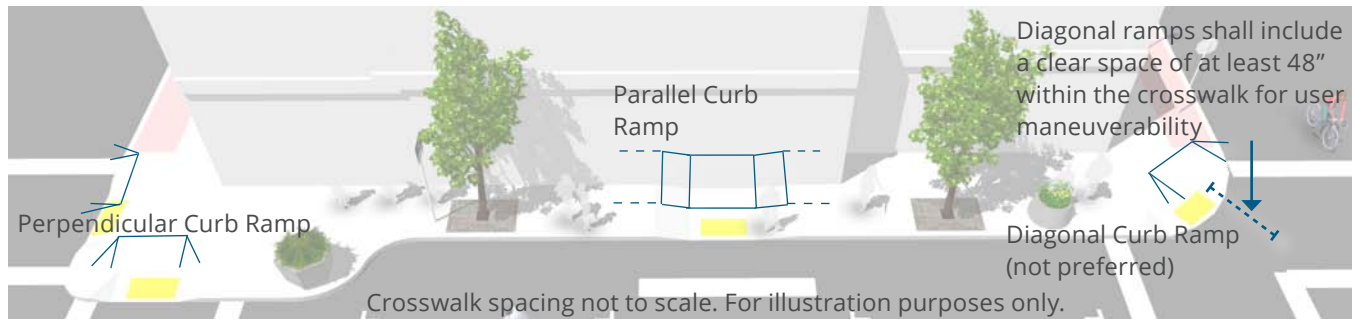 Diagonal ramps shall include
a clear space of at least 48”
within the crosswalk for user
maneuverability
Parallel Curb
Ramp
Perpendicular Curb Ramp
Diagonal Curb Ramp
(not preferred)
Crosswalk spacing not to scale. For illustration purposes only.